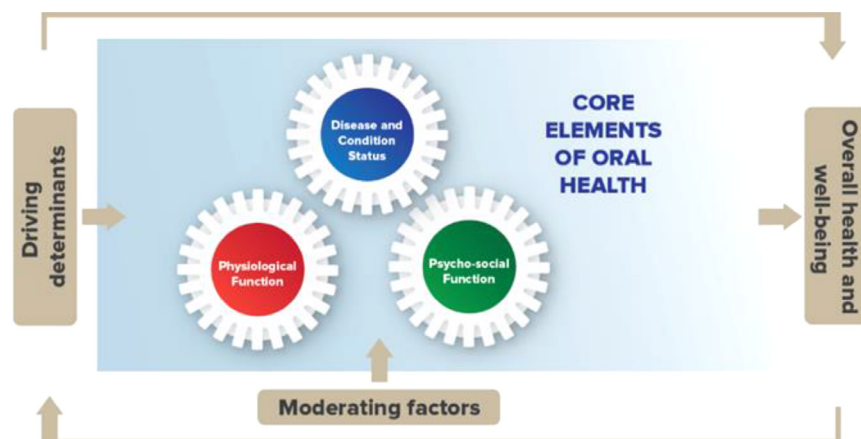 CORE
ELEMENTS
OF ORAL
HEALTH
Disease and
Condition
Status
Driving
determinants
Overall health and
well-being
Physiological
Function
Psycho-social
Function
Moderating factors